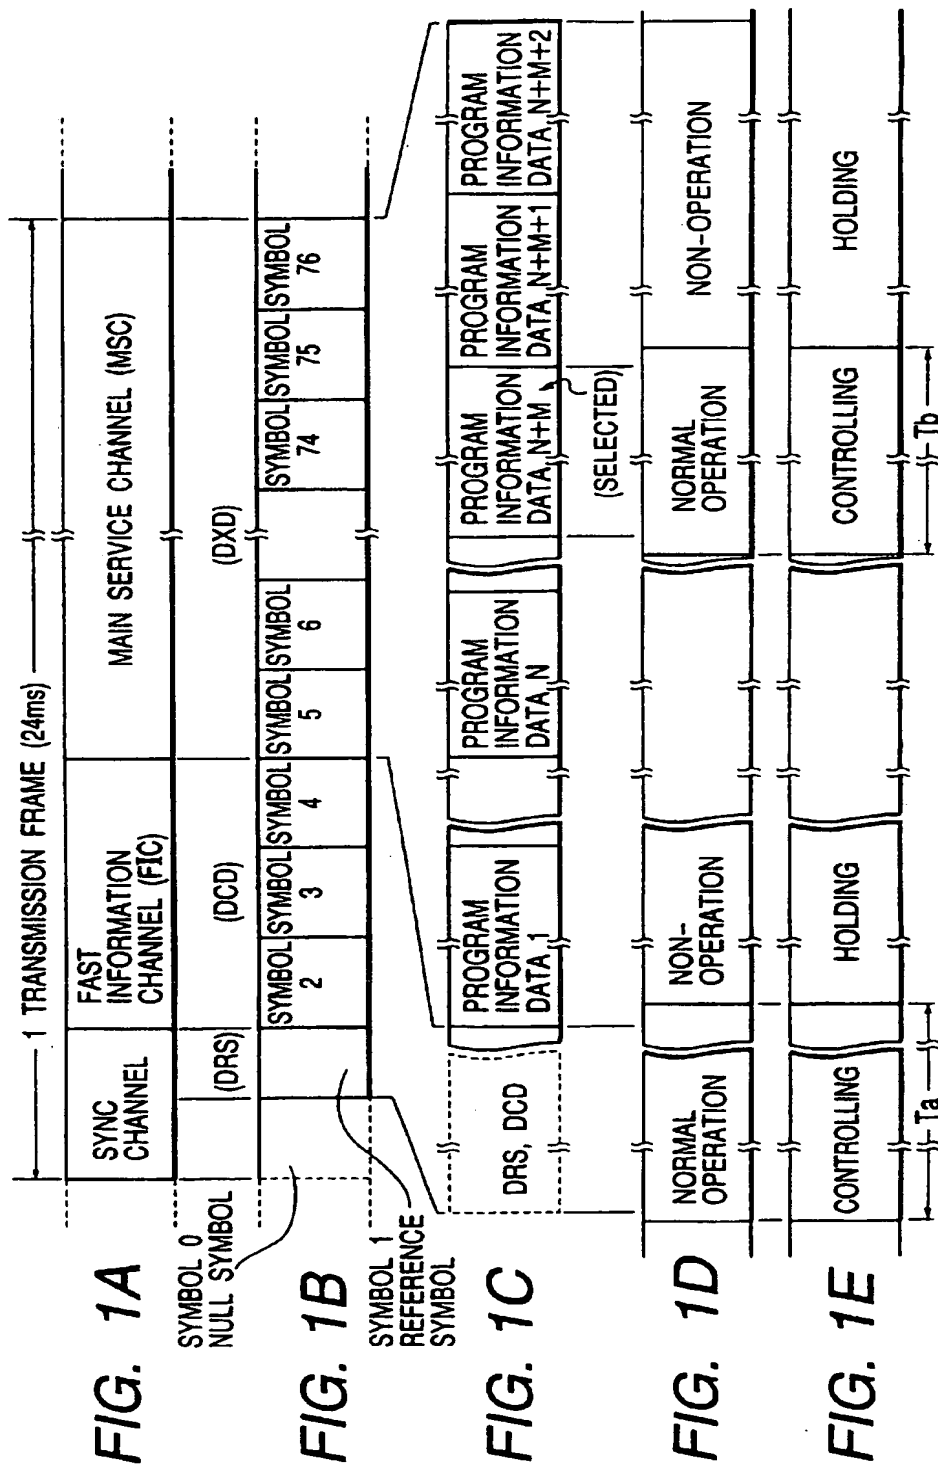 1 TRANSMISSION FRAME (24ms)
FIG. 1A
SYNC
CHANNEL
FAST
INFORMATION
CHANNEL (FIC)
MAIN SERVICE CHANNEL (MSC)
SYMBOL 0
NULL SYMBOL
(DRS)
(DCD)
(DXD)
FIG. 1B
SYMBOL
2
SYMBOL
3
SYMBOL
4
SYMBOL
5
SYMBOL
6
SYMBOL
74
SYMBOL
75
SYMBOL
76
SYMBOL 1
REFERENCE
SYMBOL
FIG. 1C
DRS, DCD
PROGRAM
INFORMATION
DATA 1
PROGRAM
INFORMATION
DATA N
PROGRAM
INFORMATION
DATA N+M
PROGRAM
INFORMATION
DATA N+M+1
PROGRAM
INFORMATION
DATA N+M+2
(SELECTED)
FIG. 1D
NORMAL
OPERATION
NON-
OPERATION
NORMAL
OPERATION
NON-OPERATION
FIG. 1E
CONTROLLING
HOLDING
CONTROLLING
HOLDING
Ta
Tb